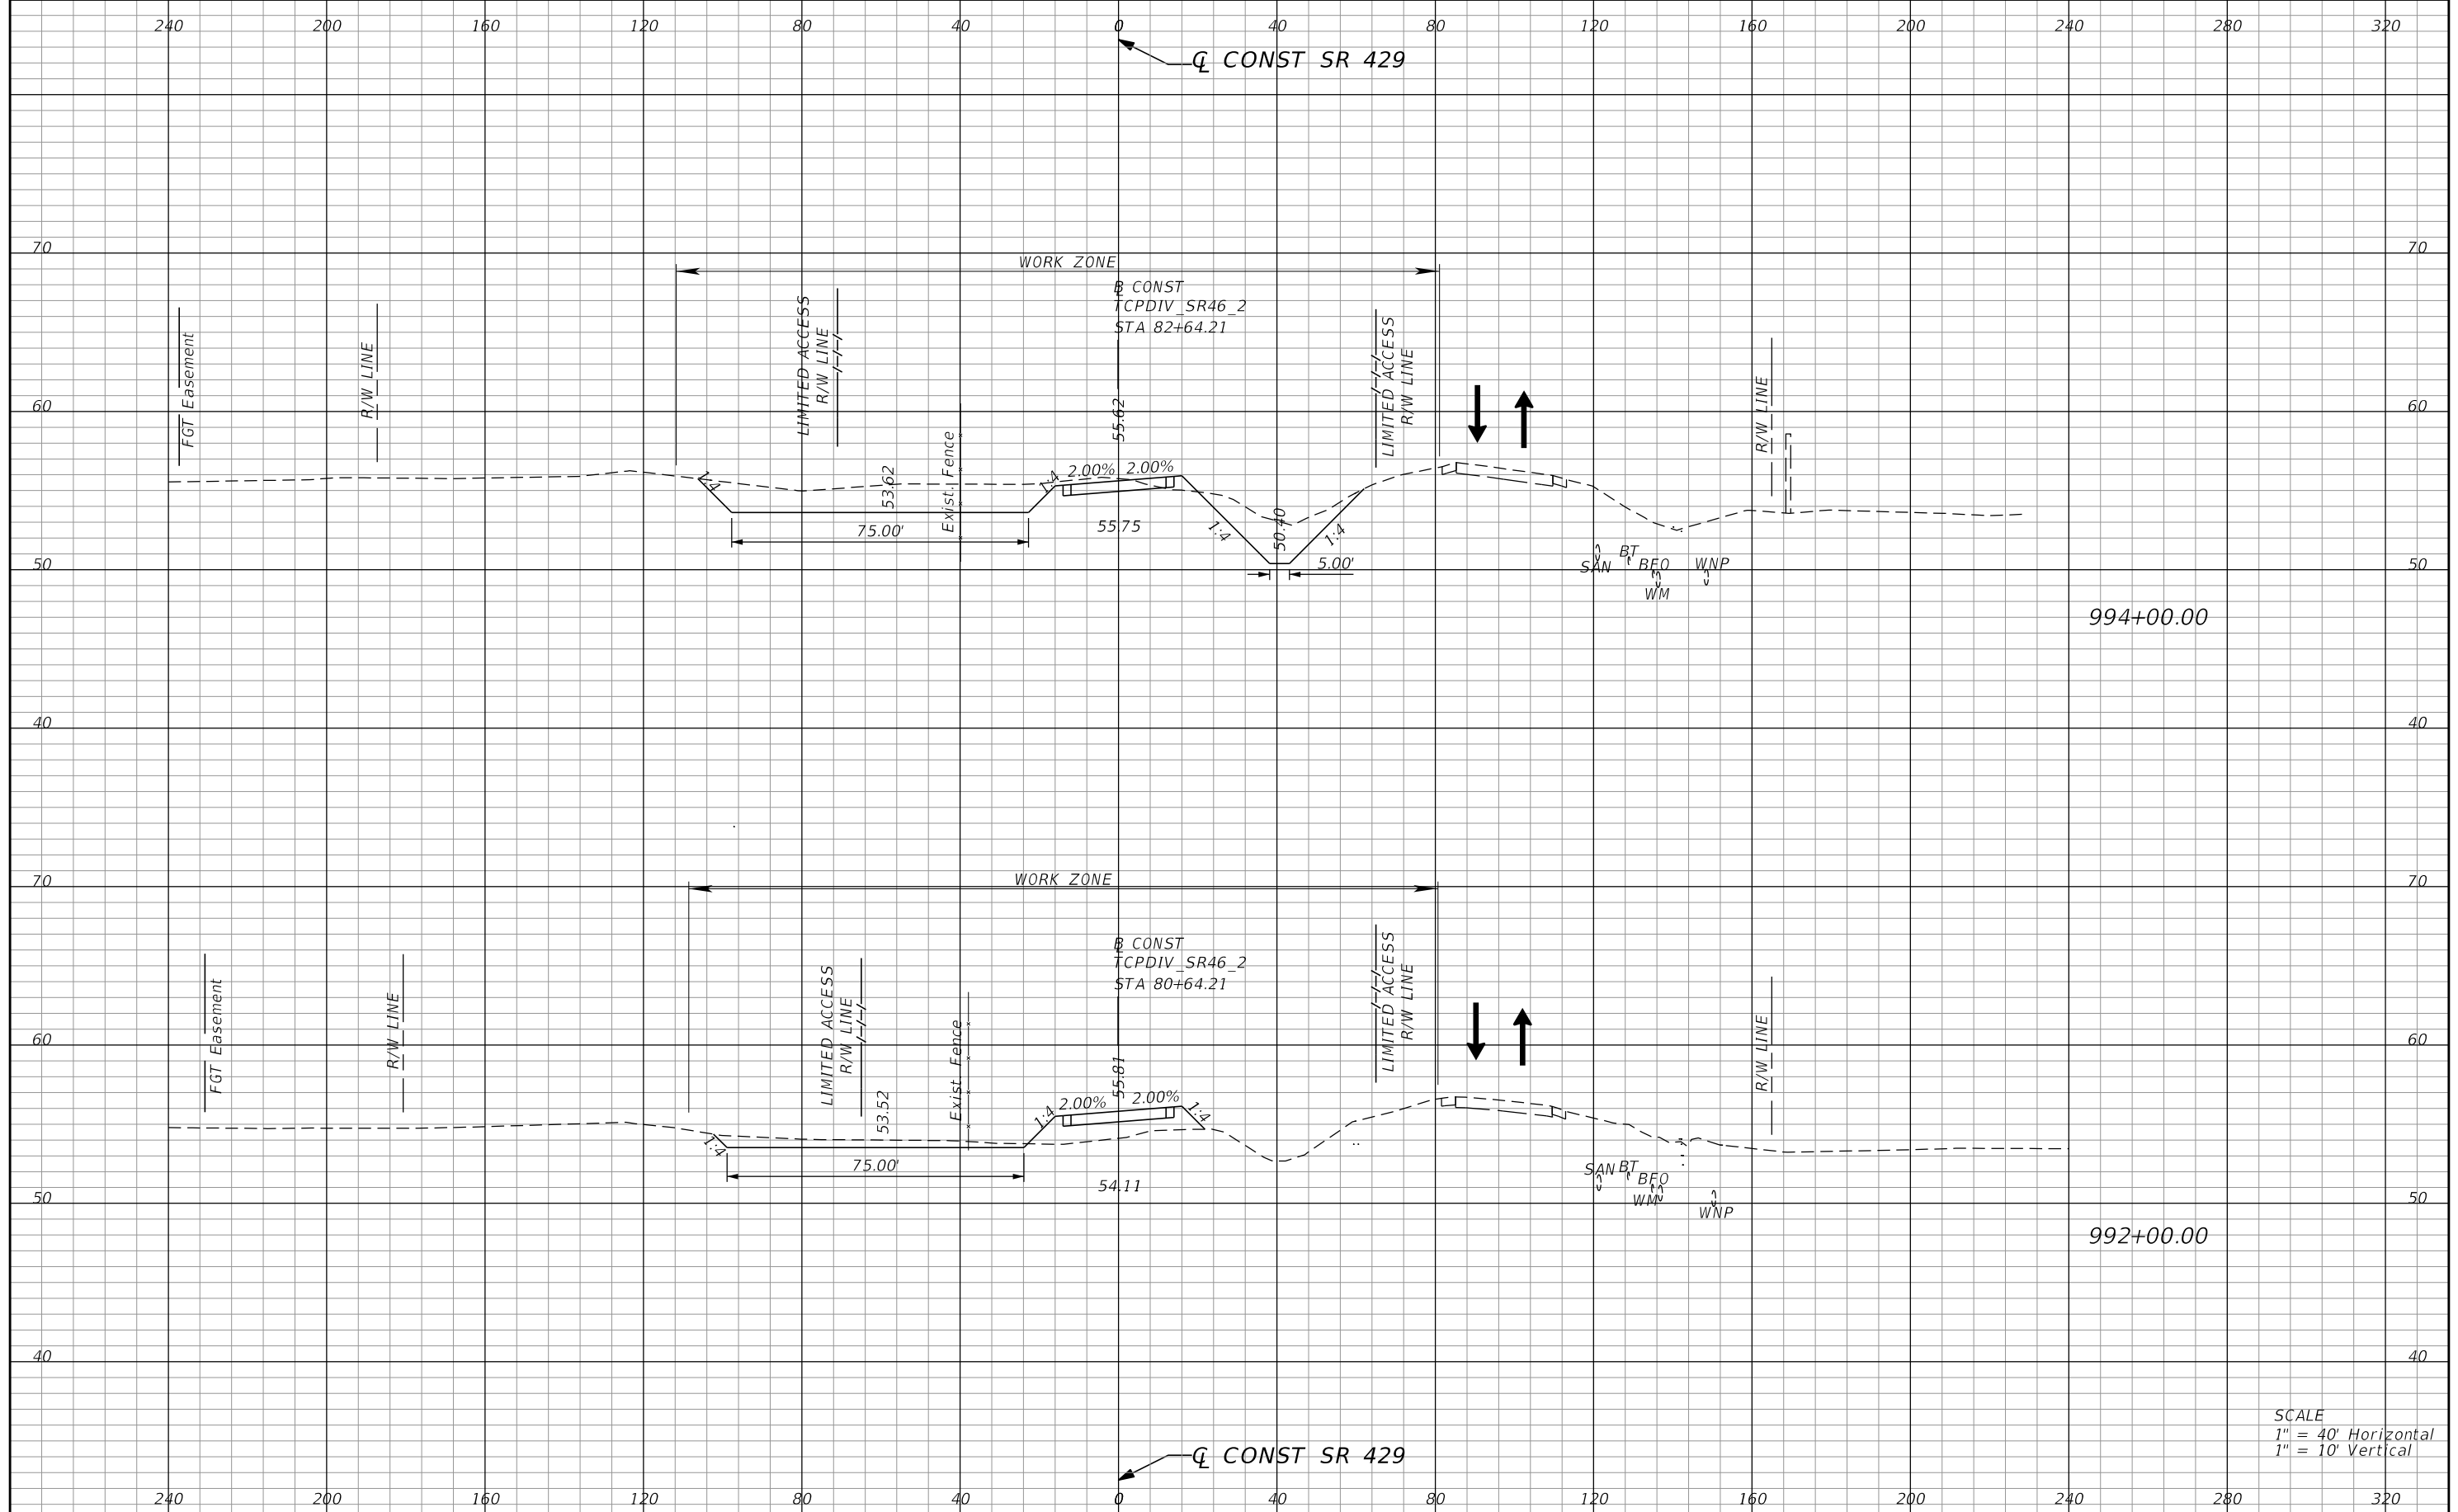 240 200 160 120 80 40 0 40 80 120 160 200 240 280 320
℄ CONST SR 429
70 70
WORK ZONE
℄ CONST
TCPDIV_SR46_2
STA 82+64.21
FGT Easement
R/W LINE
LIMITED ACCESS
R/W LINE
Exist. Fence
55.62
LIMITED ACCESS
R/W LINE
R/W LINE
60 60
1:4
53.62
1:4
2.00% 2.00%
75.00'
55.75
1:4
50.40
1:4
5.00'
SAN
BT
BFO
WM
WNP
50 50
994+00.00
40 40
70 70
WORK ZONE
B CONST
TCPDIV_SR46_2
STA 80+64.21
FGT Easement
R/W LINE
LIMITED ACCESS
R/W LINE
Exist. Fence
55.81
LIMITED ACCESS
R/W LINE
R/W LINE
60 60
1:4
53.52
1:4
2.00% 2.00%
1:4
75.00'
54.11
SAN
BT
BFO
WM
WNP
50 50
992+00.00
40 40
SCALE
1" = 40' Horizontal
1" = 10' Vertical
℄ CONST SR 429
240 200 160 120 80 40 0 40 80 120 160 200 240 280 320